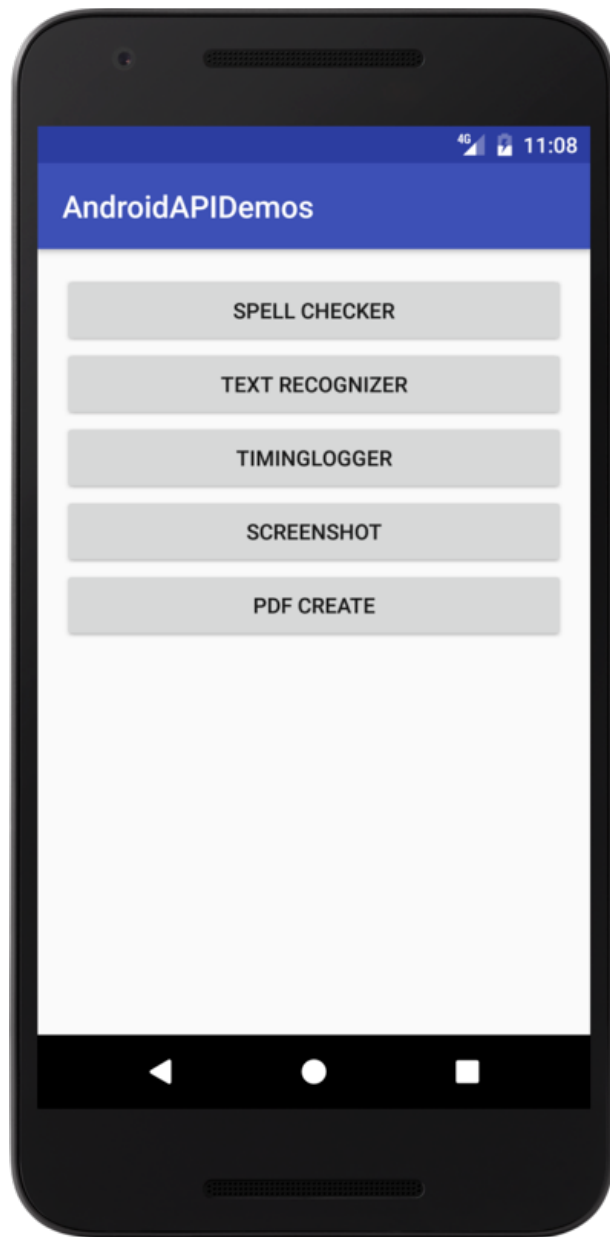 4G 11:08
AndroidAPIDemos
SPELL CHECKER
TEXT RECOGNIZER
TIMINGLOGGER
SCREENSHOT
PDF CREATE